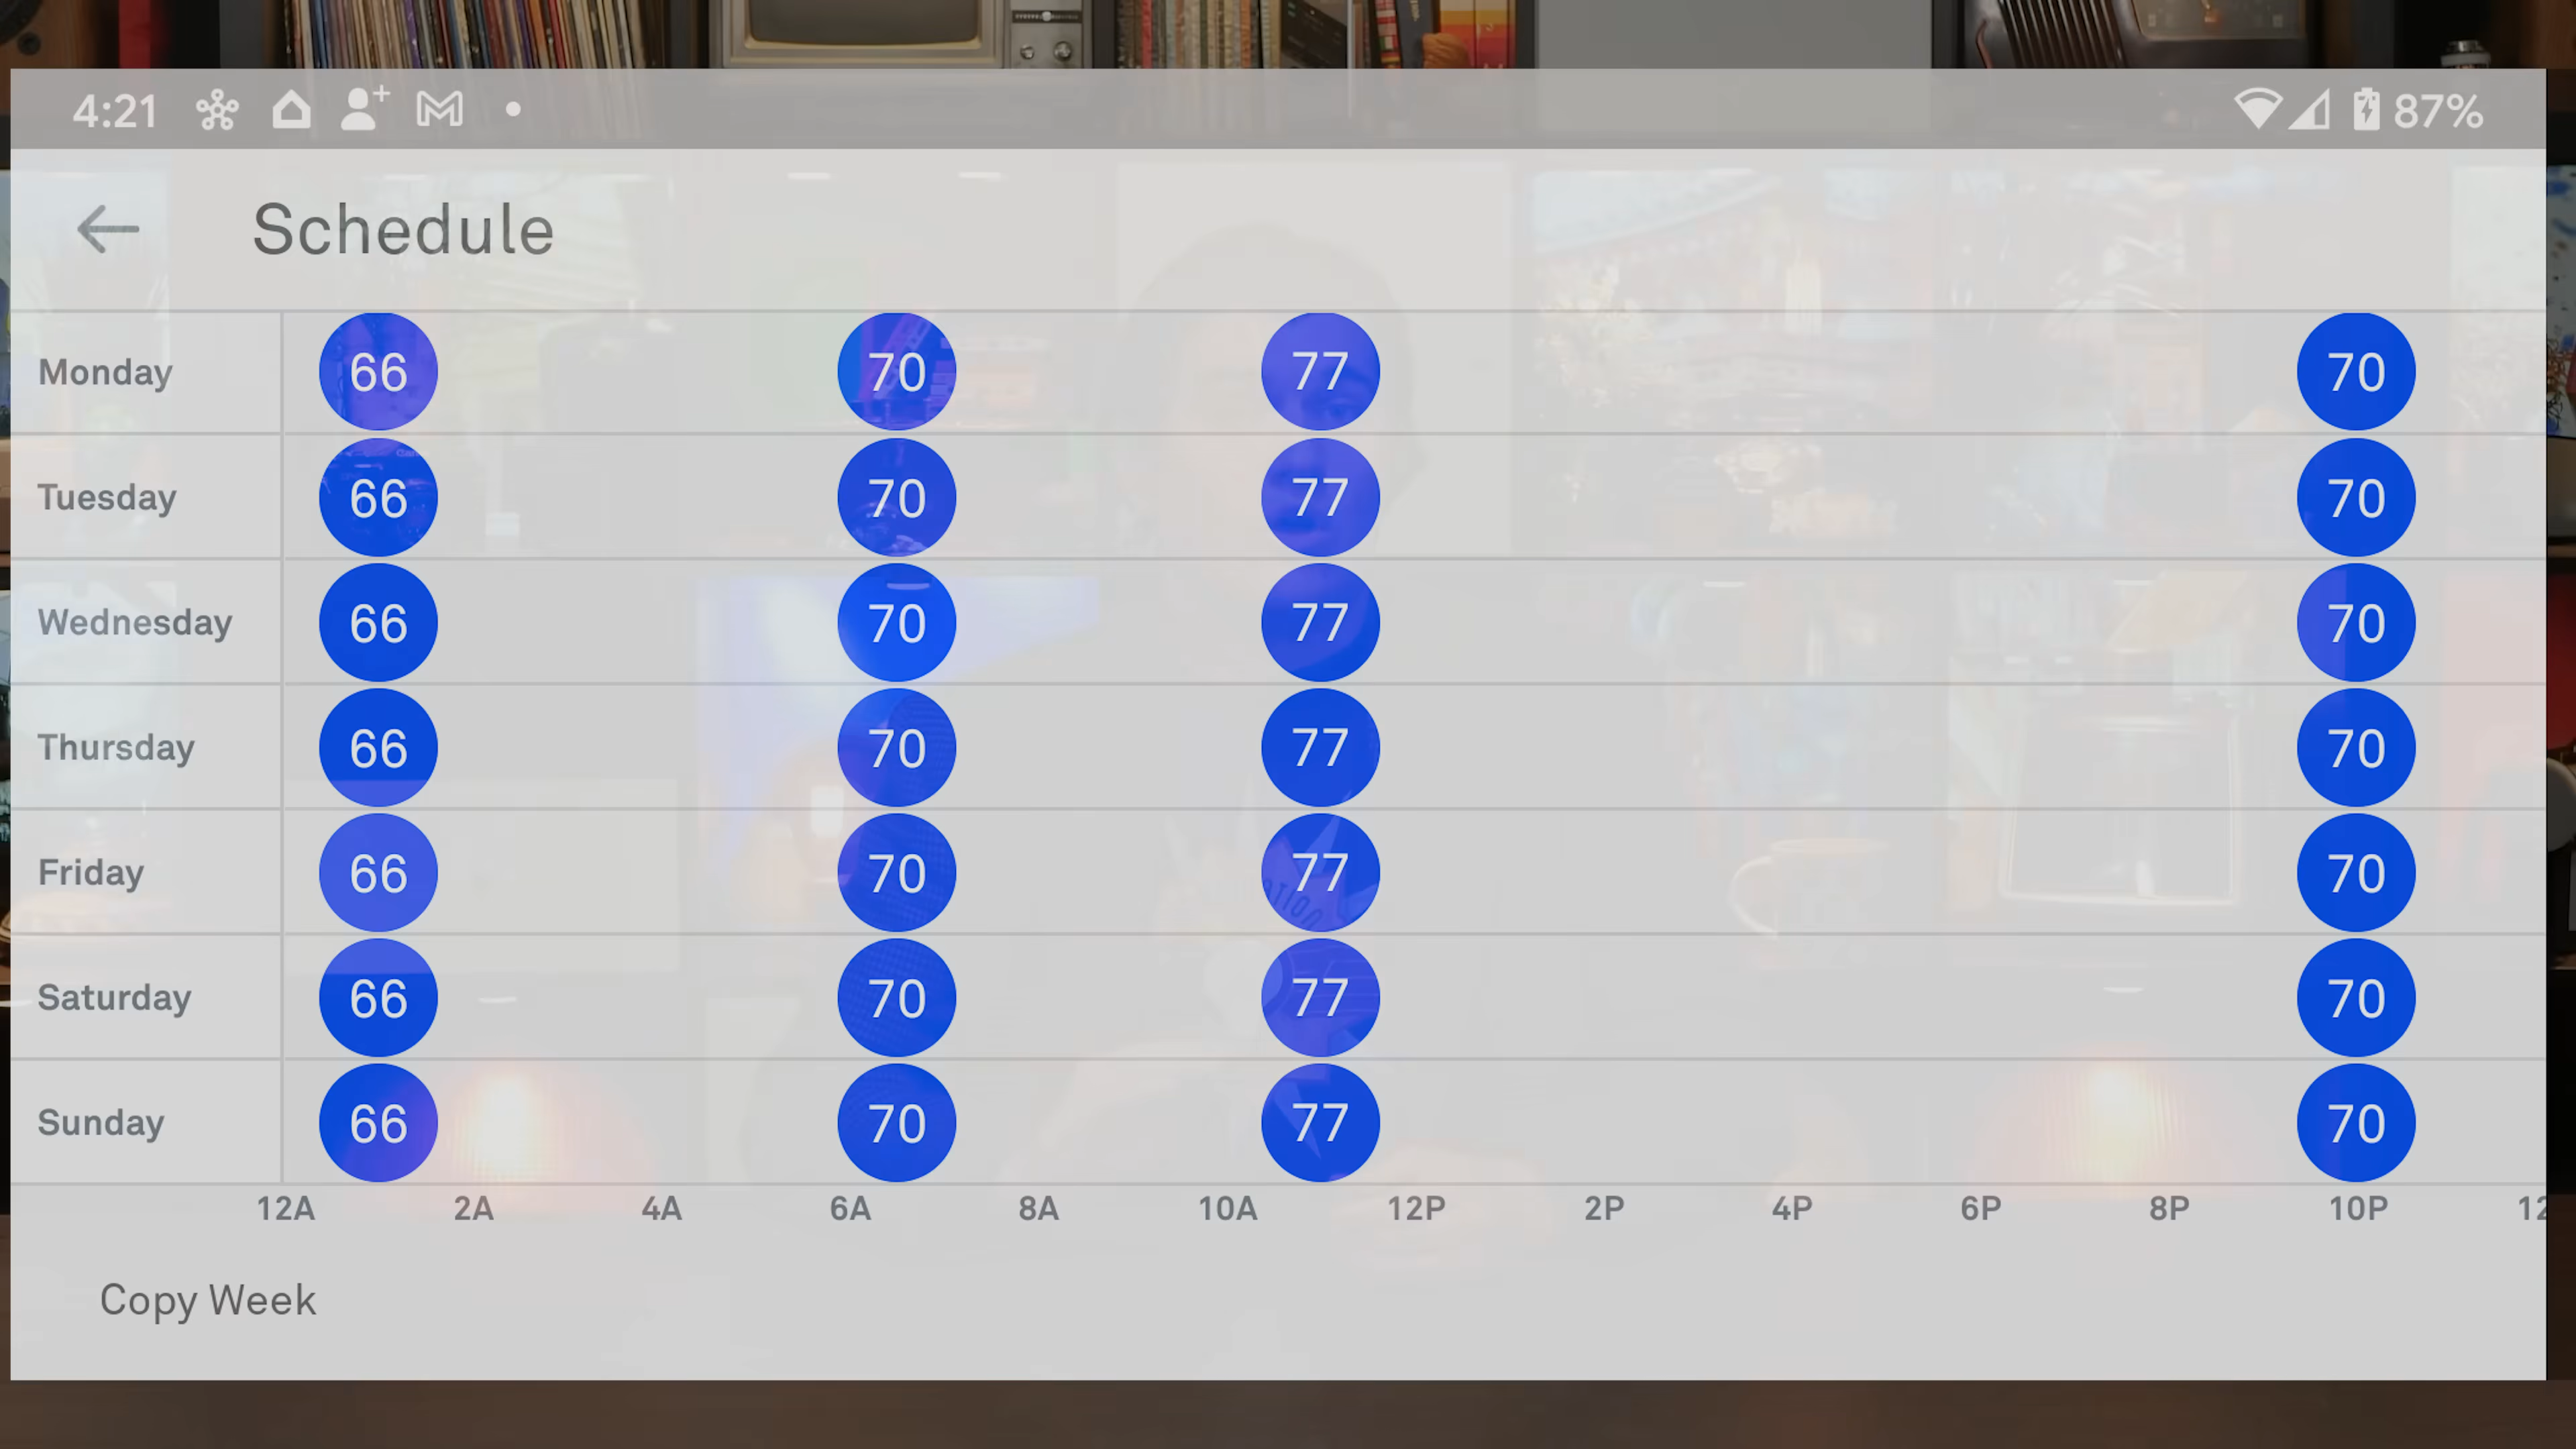 4:21 87%
Schedule
Monday 66 70 77 70
Tuesday 66 70 77 70
Wednesday 66 70 77 70
Thursday 66 70 77 70
Friday 66 70 77 70
Saturday 66 70 77 70
Sunday 66 70 77 70
12A 2A 4A 6A 8A 10A 12P 2P 4P 6P 8P 10P 12
Copy Week